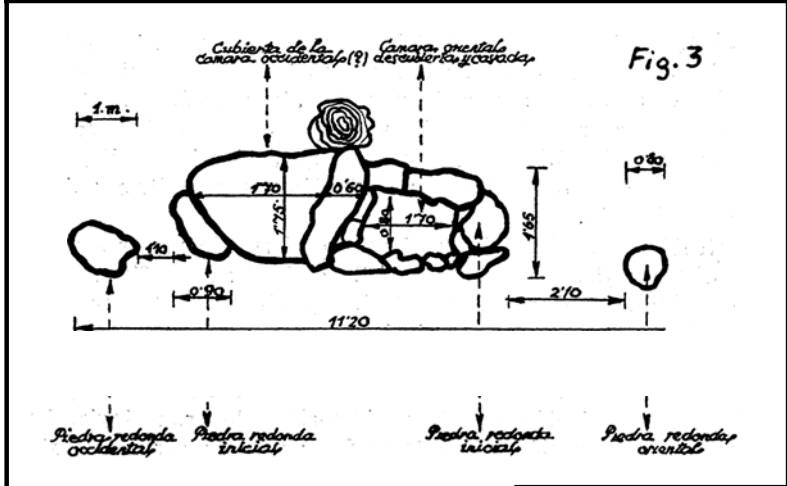 Cubierta de la
camara occidental (?)
Camara oriental
descubierta y cavada
Fig. 3
1.m.
0'80
1'70
0'60
1'75
0'80
1'70
1'65
1'10
0'90
2'10
11'20
Piedra redonda
occidental
Piedra redonda
inicial
Piedra redonda
inicial
Piedra redonda
oriental